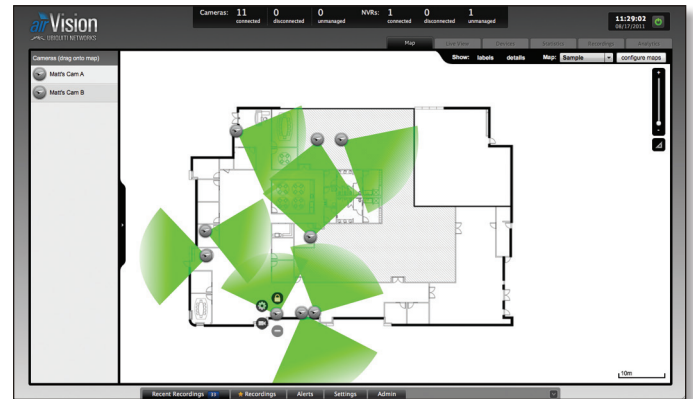 Cameras: 11 connected 0 disconnected 0 unmanaged NVRs: 1 connected 0 disconnected 1 unmanaged
airVision
UBIQUITI NETWORKS
11:29:02
08/17/2011
Map Live View Devices Statistics Recordings Analytics
Cameras (drag onto map)
Show: labels details Map: Sample configure maps
Matt's Cam A
Matt's Cam B
10m
Recent Recordings 11 Recordings Alerts Settings Admin